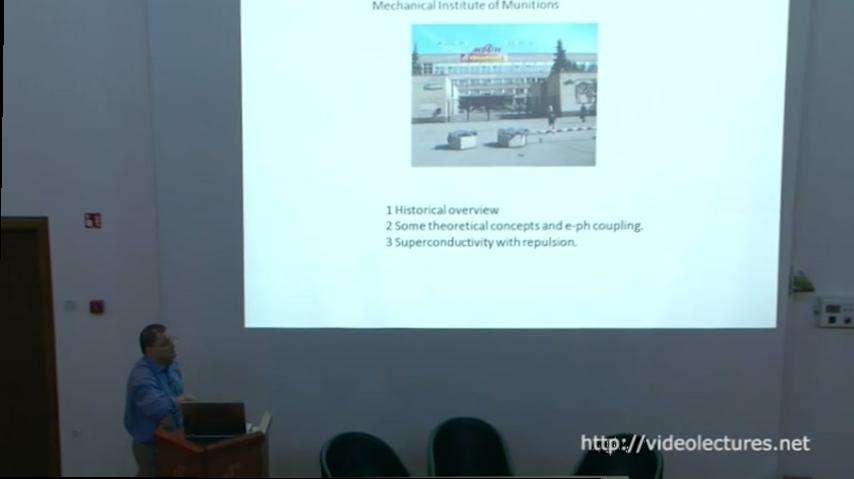 Mechanical Institute of Munitions
1 Historical overview
2 Some theoretical concepts and e-ph coupling.
3 Superconductivity with repulsion.
http://videolectures.net